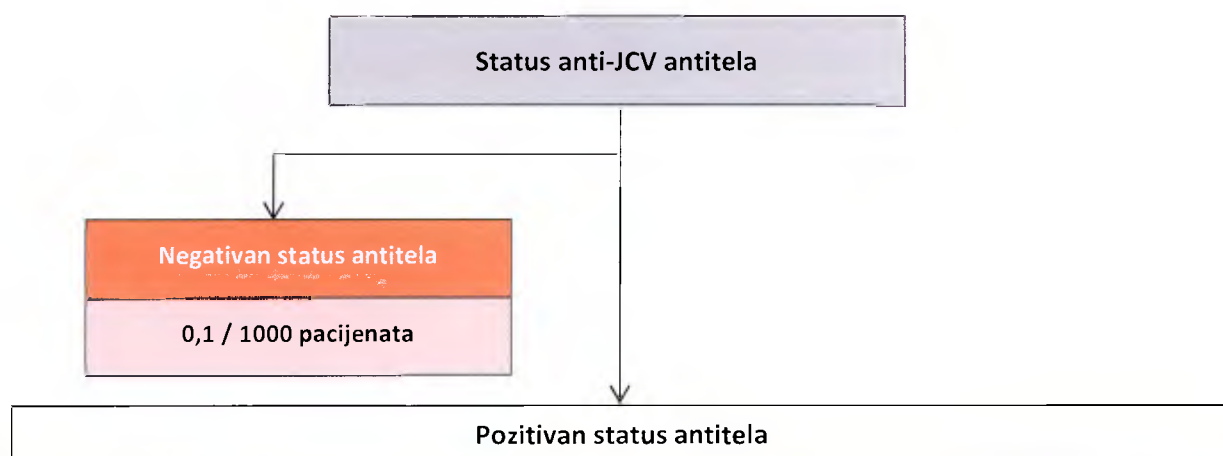 Status anti-JCV antitela
Negativan status antitela
0,1 / 1000 pacijenata
Pozitivan status antitela